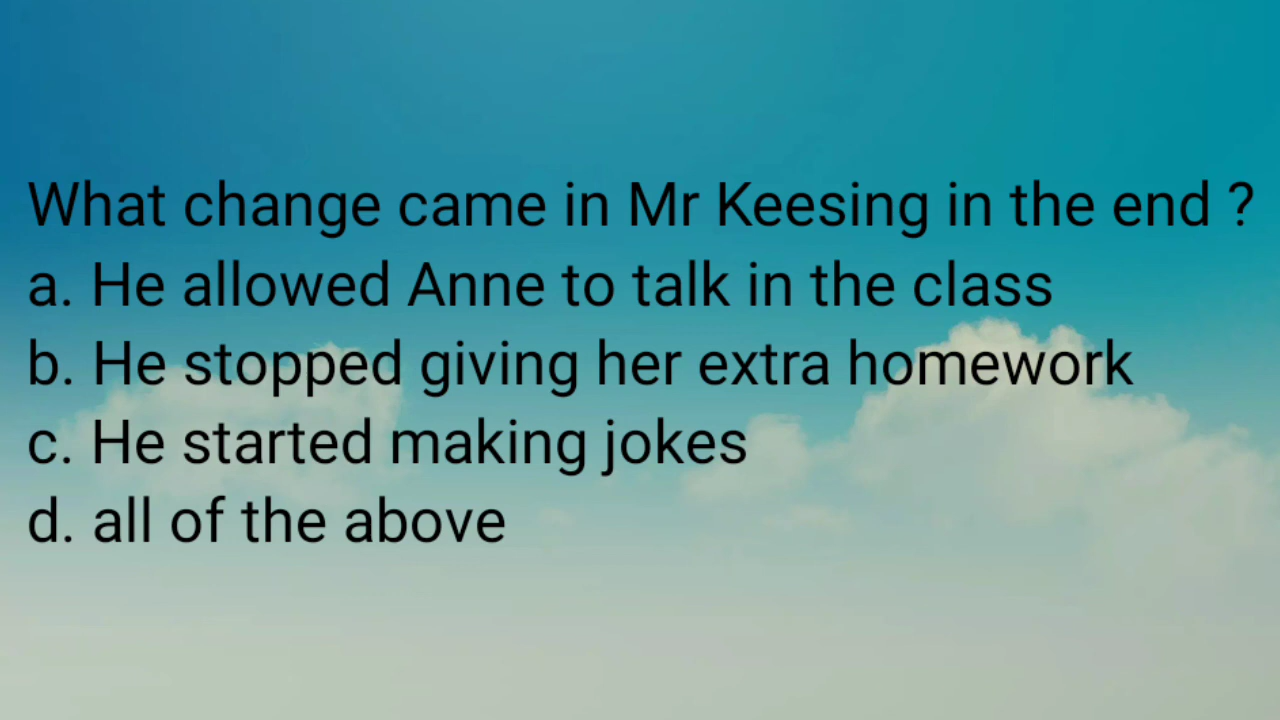 What change came in Mr Keesing in the end ?
a. He allowed Anne to talk in the class
b. He stopped giving her extra homework
c. He started making jokes
d. all of the above